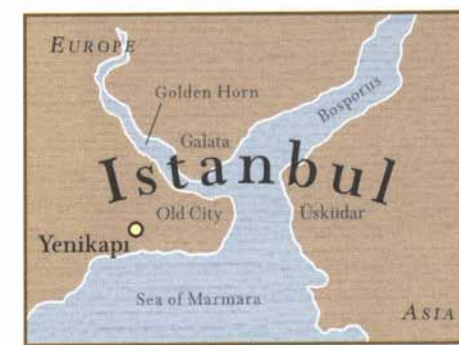 EUROPE
Golden Horn
Bosporus
Galata
Istanbul
Old City
Üsküdar
Yenikapı
Sea of Marmara
ASIA